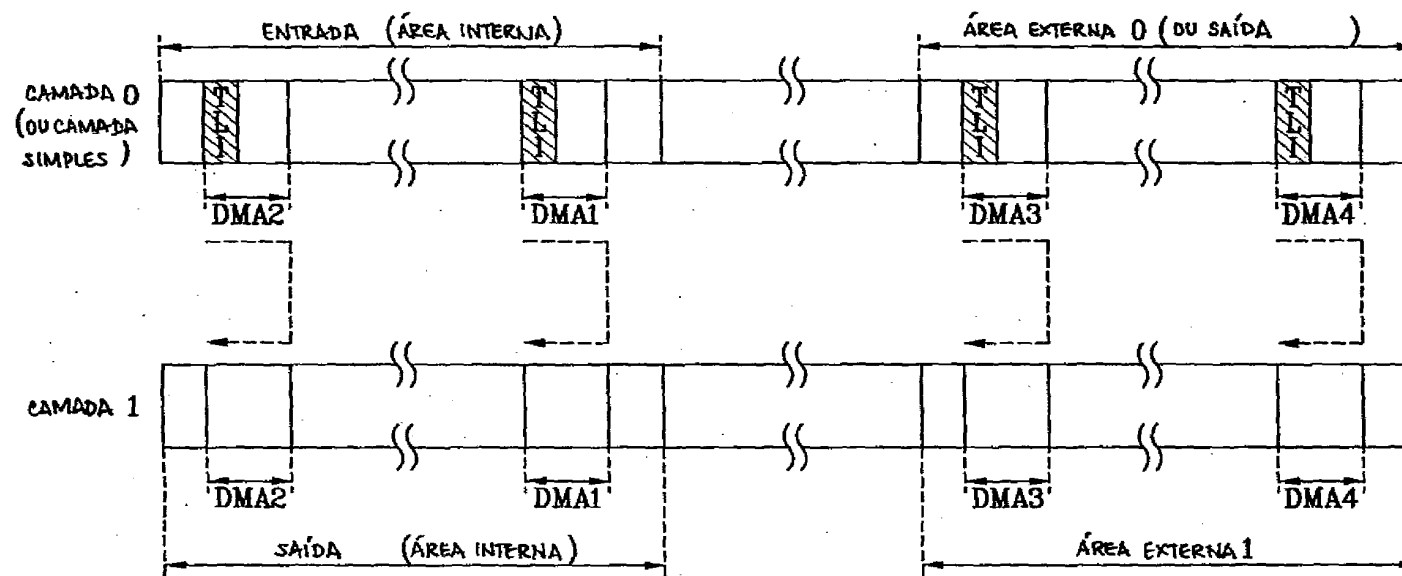 ENTRADA (ÁREA INTERNA)
ÁREA EXTERNA 0 (OU SAÍDA )
CAMADA 0
(OU CAMADA
SIMPLES )
TLI
TLI
TLI
TLI
DMA2
DMA1
DMA3
DMA4
CAMADA 1
DMA2
DMA1
DMA3
DMA4
SAÍDA (ÁREA INTERNA)
ÁREA EXTERNA 1